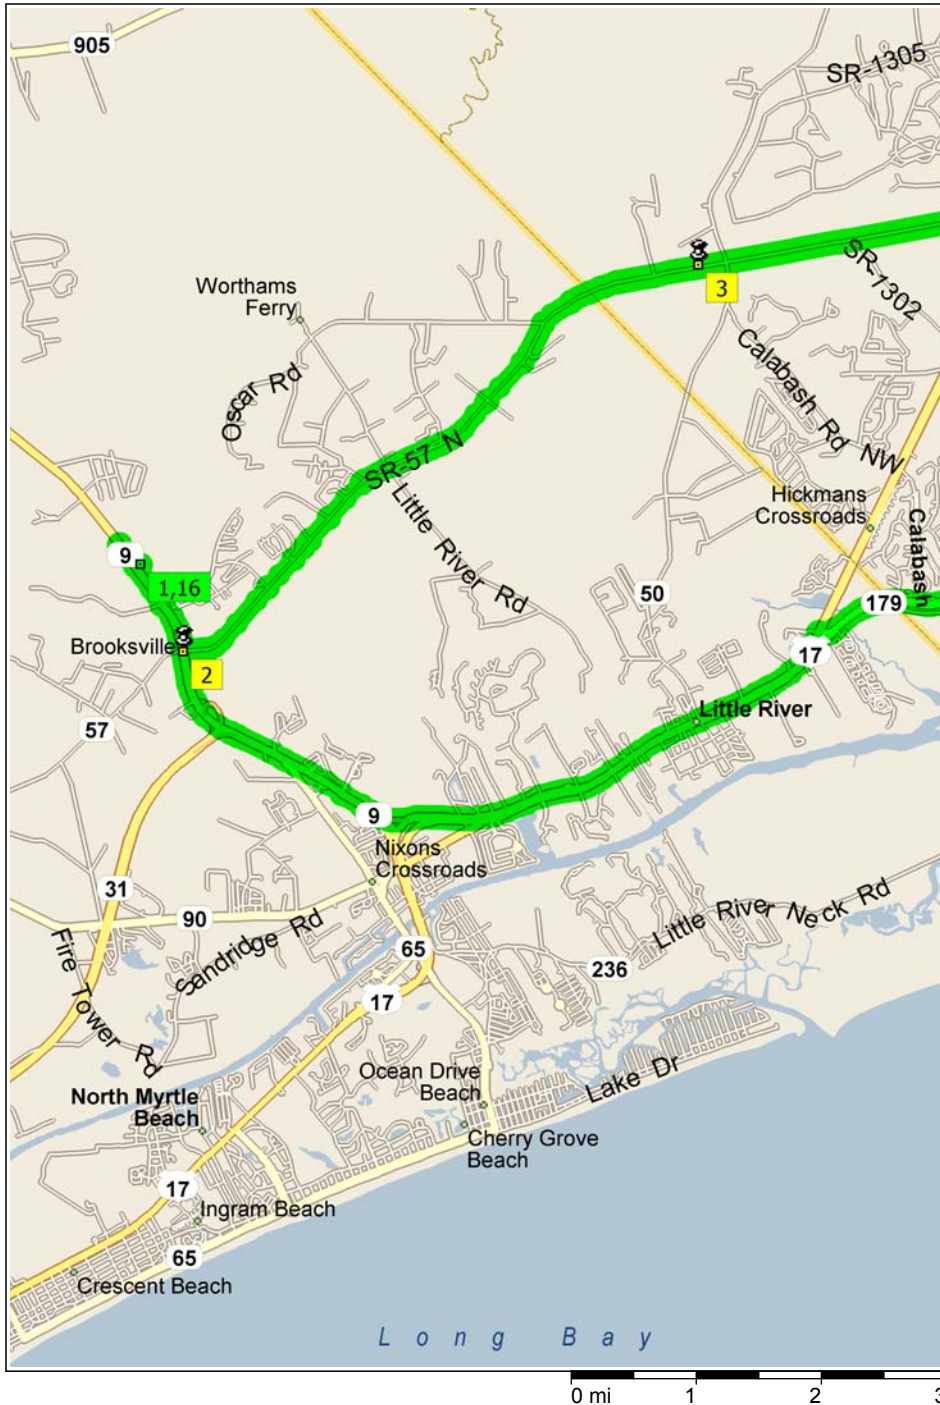 905
SR-1305
SR-1302
3
Worthams
Ferry
Oscar Rd
Calabash Rd NW
SR-57 N
Hickmans
Crossroads
Little River Rd
Calabash
9
1,16
50
179
Brooksville
17
2
Little River
57
9
Nixons
Crossroads
31
90
Sandridge Rd
Little River Neck Rd
Fire Tower Rd
65
236
17
Ocean Drive
Beach
Lake Dr
North Myrtle
Beach
Cherry Grove
Beach
17
Ingram Beach
65
Crescent Beach
Long Bay
0 mi 1 2 3